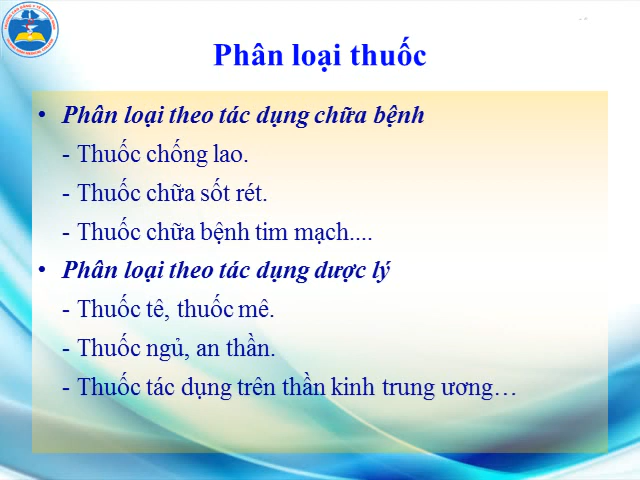 Phân loại thuốc
• Phân loại theo tác dụng chữa bệnh
- Thuốc chống lao.
- Thuốc chữa sốt rét.
- Thuốc chữa bệnh tim mạch....
• Phân loại theo tác dụng dược lý
- Thuốc tê, thuốc mê.
- Thuốc ngủ, an thần.
- Thuốc tác dụng trên thần kinh trung ương…